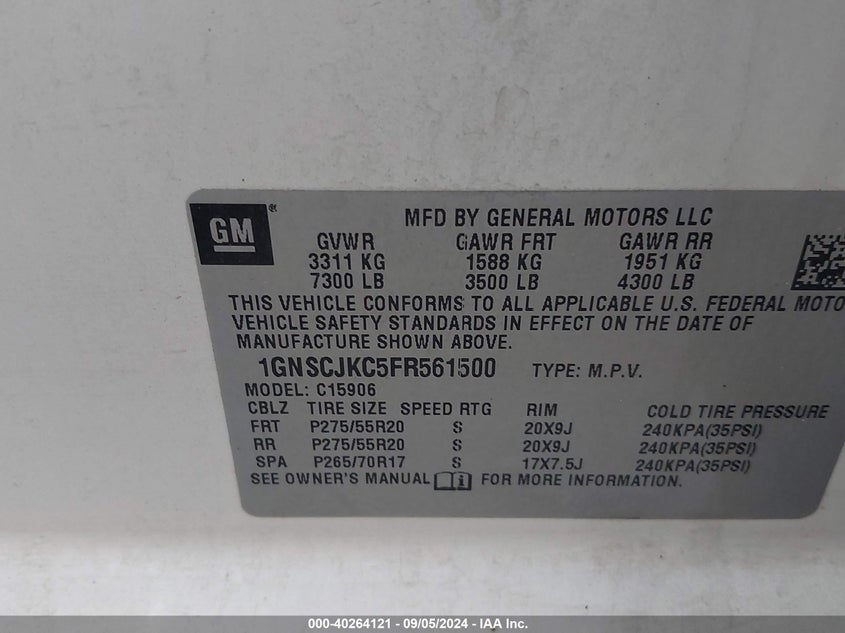 GM ®
MFD BY GENERAL MOTORS LLC
GVWR GAWR FRT GAWR RR
3311 KG 1588 KG 1951 KG
7300 LB 3500 LB 4300 LB
THIS VEHICLE CONFORMS TO ALL APPLICABLE U.S. FEDERAL MOTO
VEHICLE SAFETY STANDARDS IN EFFECT ON THE DATE OF
MANUFACTURE SHOWN ABOVE.
1GNSCJKC5FR561500 TYPE: M.P.V.
MODEL: C15906
CBLZ TIRE SIZE SPEED RTG RIM COLD TIRE PRESSURE
FRT P275/55R20 S 20X9J 240KPA(35PSI)
RR P275/55R20 S 20X9J 240KPA(35PSI)
SPA P265/70R17 S 17X7.5J 240KPA(35PSI)
SEE OWNER'S MANUAL FOR MORE INFORMATION.
000-40264121 - 09/05/2024 - IAA Inc.